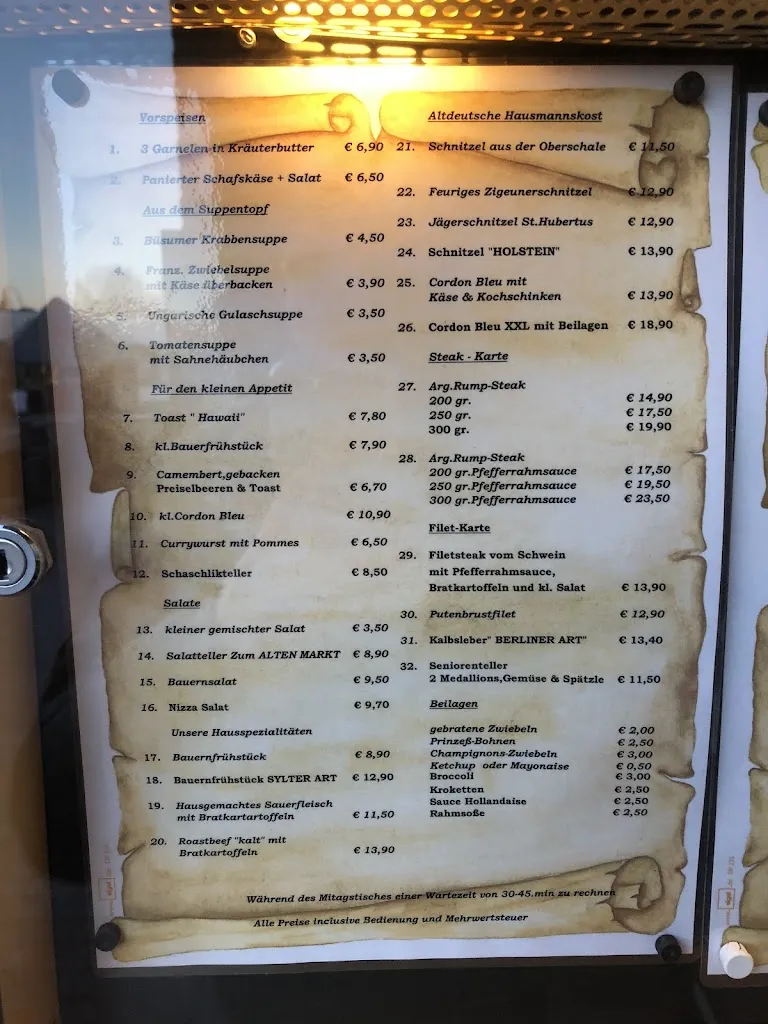 Vorspeisen
1. 3 Garnelen in Kräuterbutter € 6,90
2. Panierter Schafskäse + Salat € 6,50
Aus dem Suppentopf
3. Büsumer Krabbensuppe € 4,50
4. Franz. Zwiebelsuppe
mit Käse überbacken € 3,90
5. Ungarische Gulaschsuppe € 3,50
6. Tomatensuppe
mit Sahnehäubchen € 3,50
Für den kleinen Appetit
7. Toast " Hawaii" € 7,80
8. kl.Bauerfrühstück € 7,90
9. Camembert,gebacken
Preiselbeeren & Toast € 6,70
10. kl.Cordon Bleu € 10,90
11. Currywurst mit Pommes € 6,50
12. Schaschlikteller € 8,50
Salate
13. kleiner gemischter Salat € 3,50
14. Salatteller Zum ALTEN MARKT € 8,90
15. Bauernsalat € 9,50
16. Nizza Salat € 9,70
Unsere Hausspezialitäten
17. Bauernfrühstück € 8,90
18. Bauernfrühstück SYLTER ART € 12,90
19. Hausgemachtes Sauerfleisch
mit Bratkartartoffeln € 11,50
20. Roastbeef "kalt" mit
Bratkartoffeln € 13,90
Altdeutsche Hausmannskost
21. Schnitzel aus der Oberschale € 11,50
22. Feuriges Zigeunerschnitzel € 12,90
23. Jägerschnitzel St.Hubertus € 12,90
24. Schnitzel "HOLSTEIN" € 13,90
25. Cordon Bleu mit
Käse & Kochschinken € 13,90
26. Cordon Bleu XXL mit Beilagen € 18,90
Steak - Karte
27. Arg.Rump-Steak
200 gr. € 14,90
250 gr. € 17,50
300 gr. € 19,90
28. Arg.Rump-Steak
200 gr.Pfefferrahmsauce € 17,50
250 gr.Pfefferrahmsauce € 19,50
300 gr.Pfefferrahmsauce € 23,50
Filet-Karte
29. Filetsteak vom Schwein
mit Pfefferrahmsauce,
Bratkartoffeln und kl. Salat € 13,90
30. Putenbrustfilet € 12,90
31. Kalbsleber" BERLINER ART" € 13,40
32. Seniorenteller
2 Medallions,Gemüse & Spätzle € 11,50
Beilagen
gebratene Zwiebeln € 2,00
Prinzeß-Bohnen € 2,50
Champignons-Zwiebeln € 3,00
Ketchup oder Mayonaise € 0,50
Broccoli € 3,00
Kroketten € 2,50
Sauce Hollandaise € 2,50
Rahmsoße € 2,50
Während des Mitagstisches einer Wartezeit von 30-45.min zu rechnen
Alle Preise inclusive Bedienung und Mehrwertsteuer